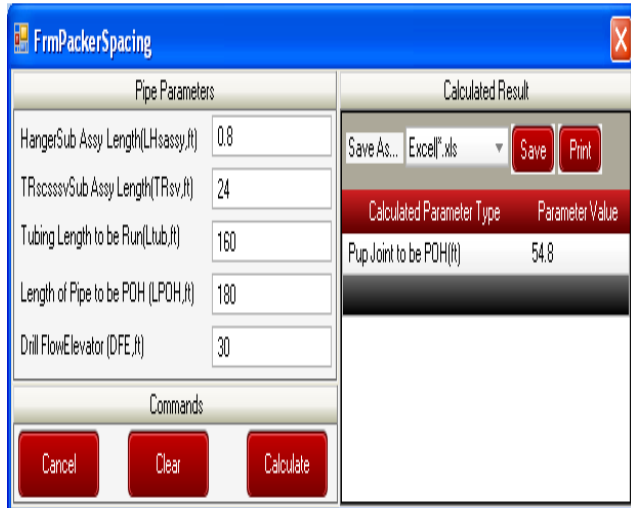 FrmPackerSpacing
Pipe Parameters
HangerSub Assy Length(LHsassy,ft) 0.8
TRscsssvSub Assy Length(TRsv,ft) 24
Tubing Length to be Run(Ltub,ft) 160
Length of Pipe to be POH (LPOH,ft) 180
Drill FlowElevator (DFE,ft) 30
Commands
Cancel Clear Calculate
Calculated Result
Save As... Excel|*.xls Save Print
Calculated Parameter Type Parameter Value
Pup Joint to be POH(ft) 54.8